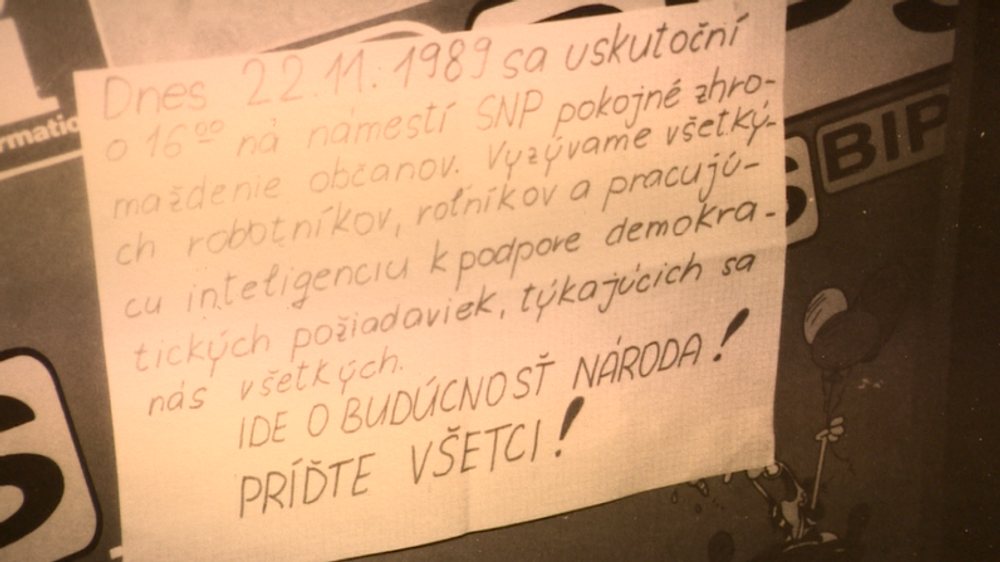 Dnes 22.11.1989 sa uskutoční
o 16⁰⁰ na námestí SNP pokojné zhro-
maždenie občanov. Vyzývame všetký-
ch robotníkov, roľníkov a pracujú-
cu inteligenciu k podpore demokra-
tických požiadaviek, týkajúcich sa
nás všetkých.
IDE O BUDÚCNOSŤ NÁRODA!
PRÍĎTE VŠETCI!
BIP